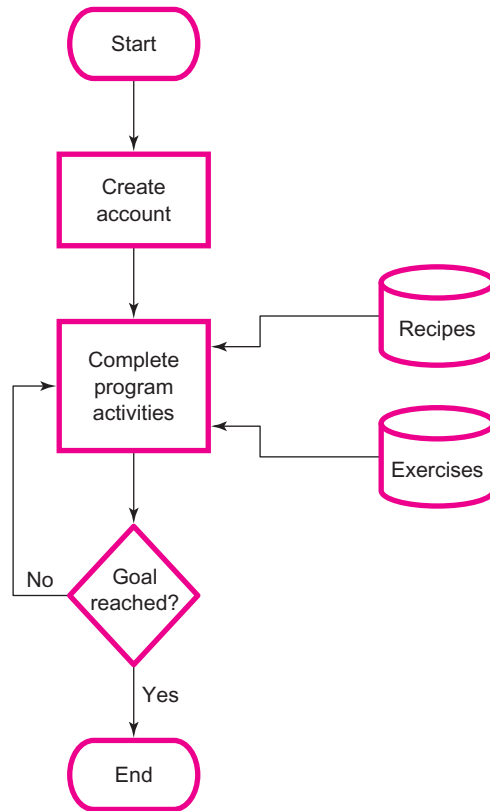 Start
Create
account
Complete
program
activities
Recipes
Exercises
No
Goal
reached?
Yes
End